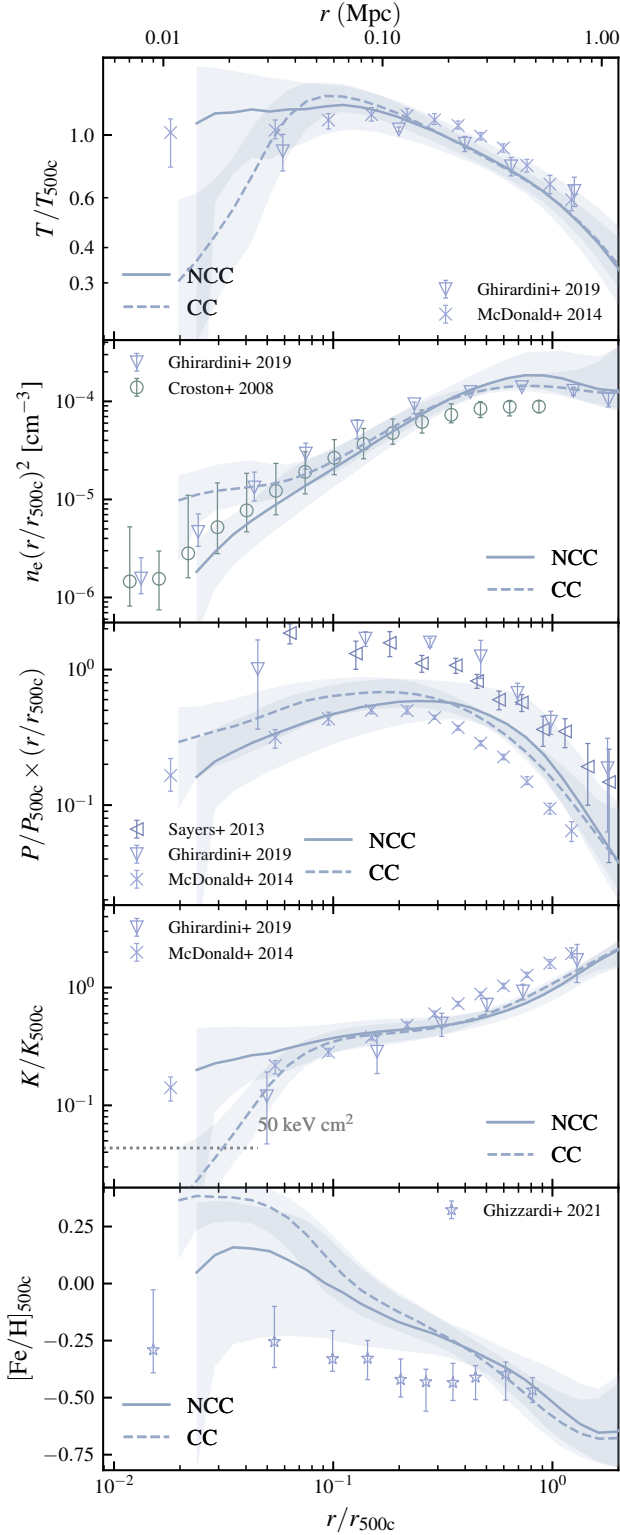 r (Mpc)
0.01 0.10 1.00
T/T500c
1.0
0.6
0.4
0.3
NCC
CC
Ghirardini+ 2019
McDonald+ 2014
ne(r/r500c)² [cm⁻³]
10⁻⁴
10⁻⁵
10⁻⁶
Ghirardini+ 2019
Croston+ 2008
NCC
CC
P/P500c × (r/r500c)
10⁰
10⁻¹
Sayers+ 2013
Ghirardini+ 2019
McDonald+ 2014
NCC
CC
K/K500c
10⁰
10⁻¹
Ghirardini+ 2019
McDonald+ 2014
50 keV cm²
NCC
CC
[Fe/H]500c
0.25
0.00
−0.25
−0.50
−0.75
Ghizzardi+ 2021
NCC
CC
10⁻² 10⁻¹ 10⁰
r/r500c